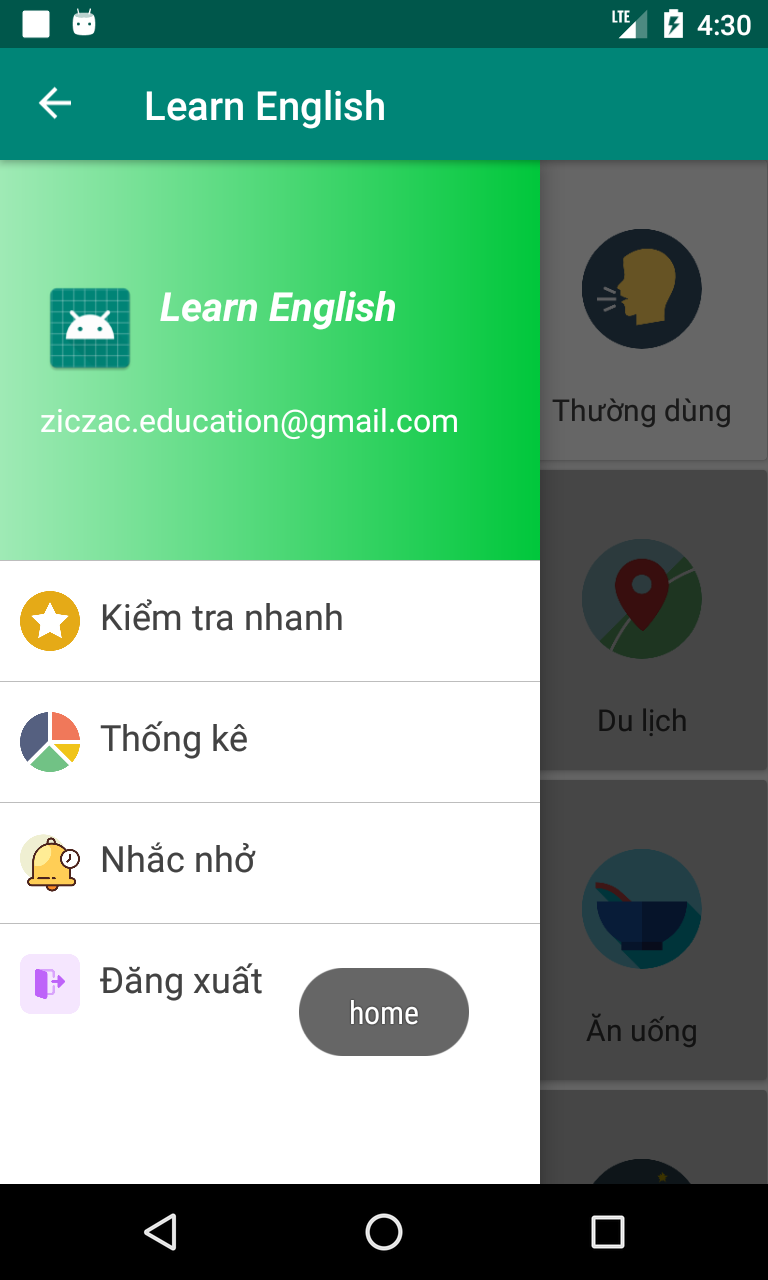 LTE 4:30
Learn English
Learn English
ziczac.education@gmail.com
Kiểm tra nhanh
Thống kê
Nhắc nhở
Đăng xuất
home
Thường dùng
Du lịch
Ăn uống